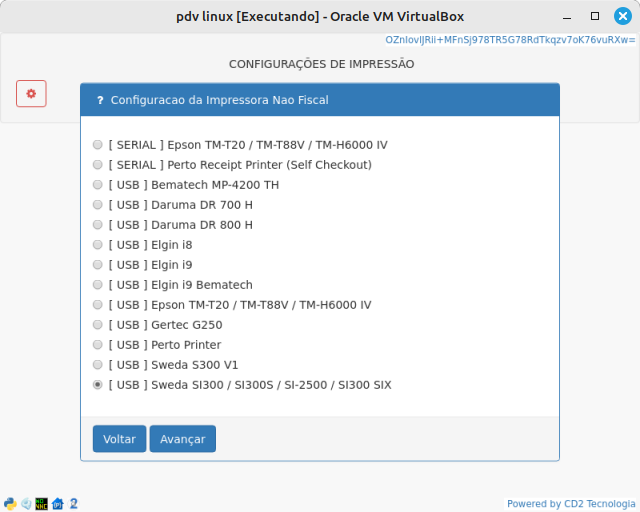 pdv linux [Executando] - Oracle VM VirtualBox
OZnIovIJRii+MFnSj978TR5G78RdTkqzv7oK76vuRXw=
CONFIGURAÇÕES DE IMPRESSÃO
? Configuracao da Impressora Nao Fiscal
[ SERIAL ] Epson TM-T20 / TM-T88V / TM-H6000 IV
[ SERIAL ] Perto Receipt Printer (Self Checkout)
[ USB ] Bematech MP-4200 TH
[ USB ] Daruma DR 700 H
[ USB ] Daruma DR 800 H
[ USB ] Elgin i8
[ USB ] Elgin i9
[ USB ] Elgin i9 Bematech
[ USB ] Epson TM-T20 / TM-T88V / TM-H6000 IV
[ USB ] Gertec G250
[ USB ] Perto Printer
[ USB ] Sweda S300 V1
[ USB ] Sweda SI300 / SI300S / SI-2500 / SI300 SIX
Voltar Avançar
Powered by CD2 Tecnologia